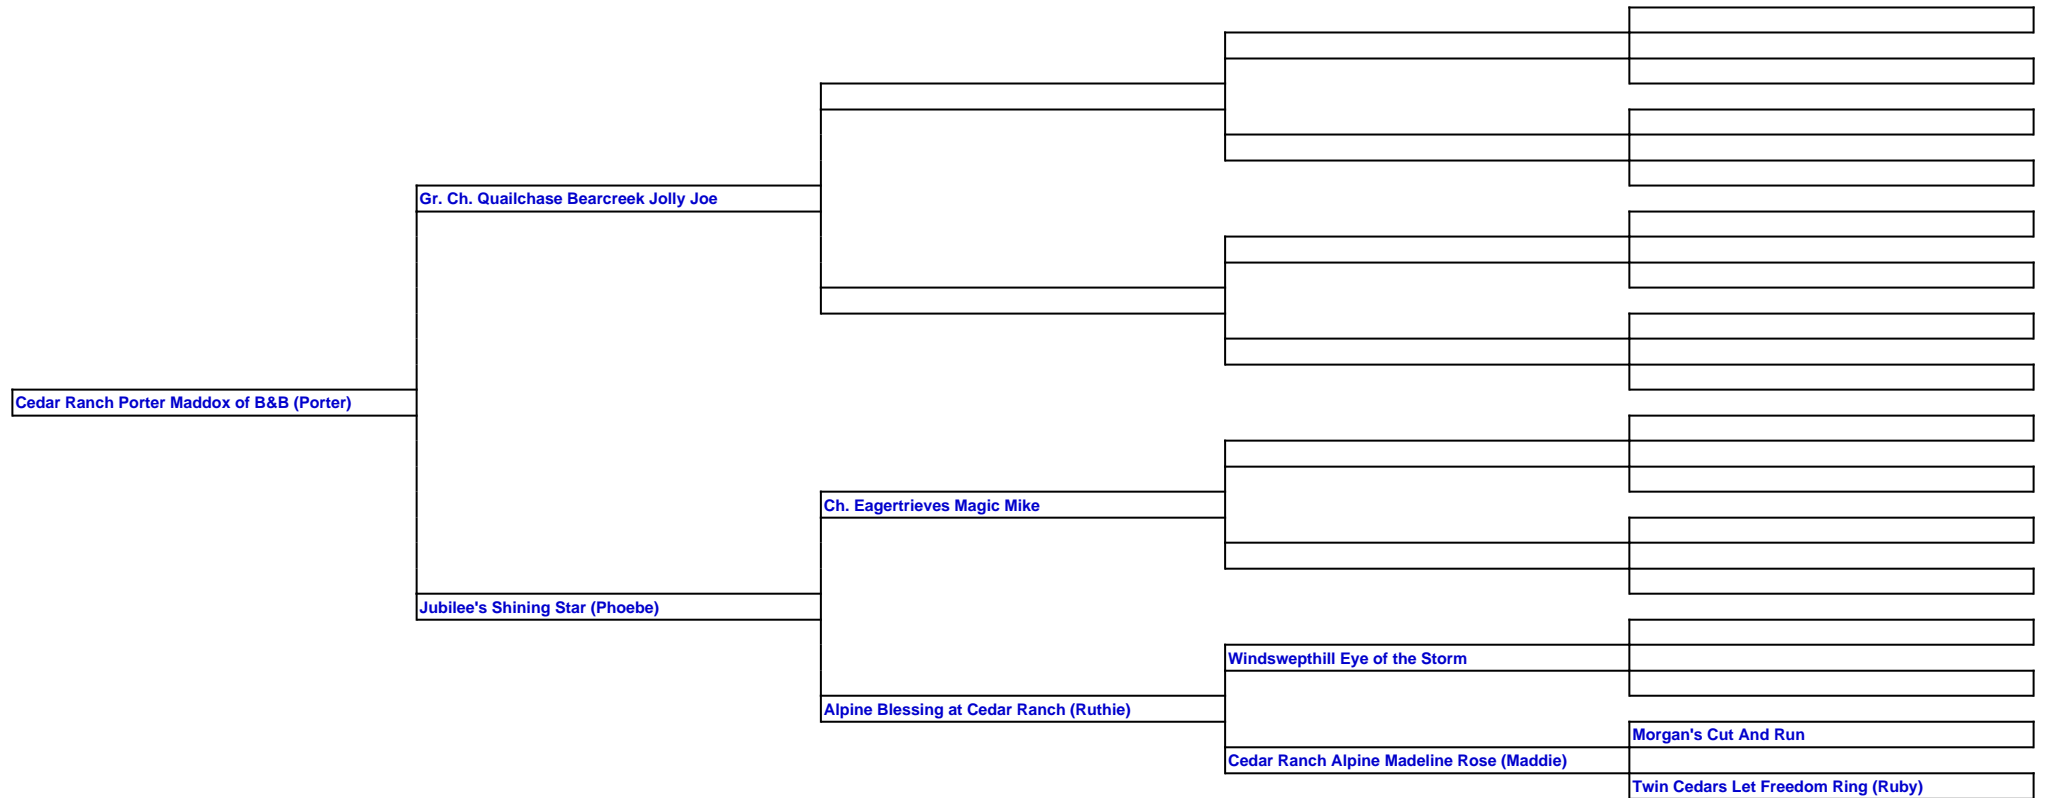 Gr. Ch. Quailchase Bearcreek Jolly Joe
Cedar Ranch Porter Maddox of B&B (Porter)
Ch. Eagertrieves Magic Mike
Jubilee's Shining Star (Phoebe)
Windswepthill Eye of the Storm
Alpine Blessing at Cedar Ranch (Ruthie)
Morgan's Cut And Run
Cedar Ranch Alpine Madeline Rose (Maddie)
Twin Cedars Let Freedom Ring (Ruby)